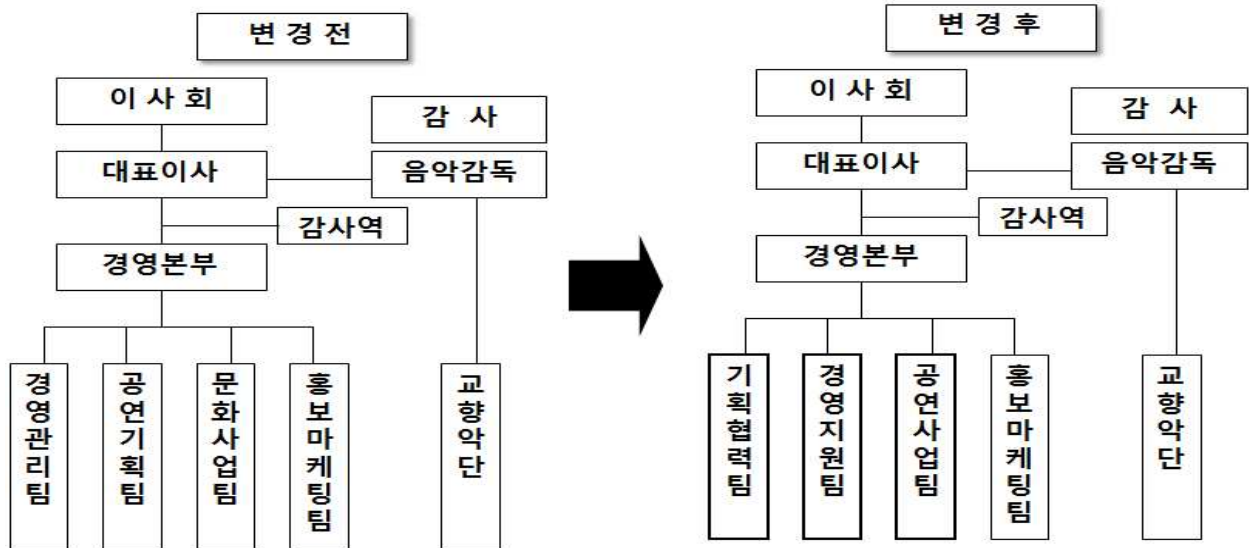 변 경 전
이 사 회
감 사
대표이사
음악감독
감사역
경영본부
경영관리팀
공연기획팀
문화사업팀
홍보마케팅팀
교향악단
변 경 후
이 사 회
감 사
대표이사
음악감독
감사역
경영본부
기획협력팀
경영지원팀
공연사업팀
홍보마케팅팀
교향악단